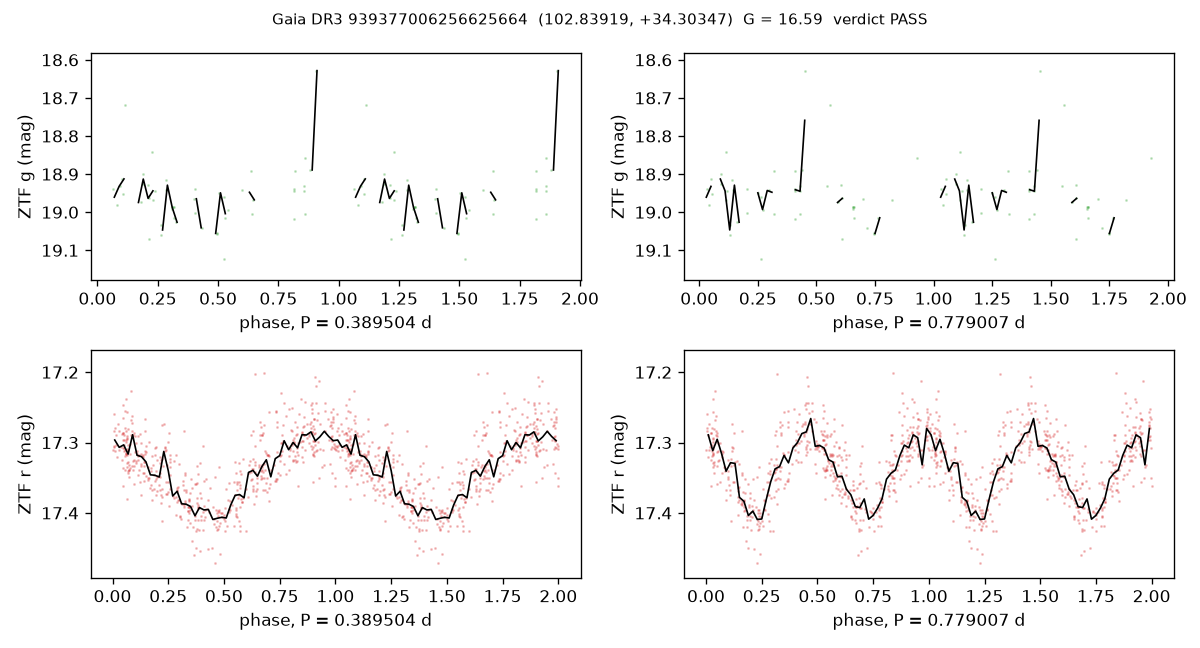 Gaia DR3 939377006256625664 (102.83919, +34.30347) G = 16.59 verdict PASS
ZTF g (mag)
18.6
18.7
18.8
18.9
19.0
19.1
0.00 0.25 0.50 0.75 1.00 1.25 1.50 1.75 2.00
phase, P = 0.389504 d
ZTF g (mag)
18.6
18.7
18.8
18.9
19.0
19.1
0.00 0.25 0.50 0.75 1.00 1.25 1.50 1.75 2.00
phase, P = 0.779007 d
ZTF r (mag)
17.2
17.3
17.4
0.00 0.25 0.50 0.75 1.00 1.25 1.50 1.75 2.00
phase, P = 0.389504 d
ZTF r (mag)
17.2
17.3
17.4
0.00 0.25 0.50 0.75 1.00 1.25 1.50 1.75 2.00
phase, P = 0.779007 d